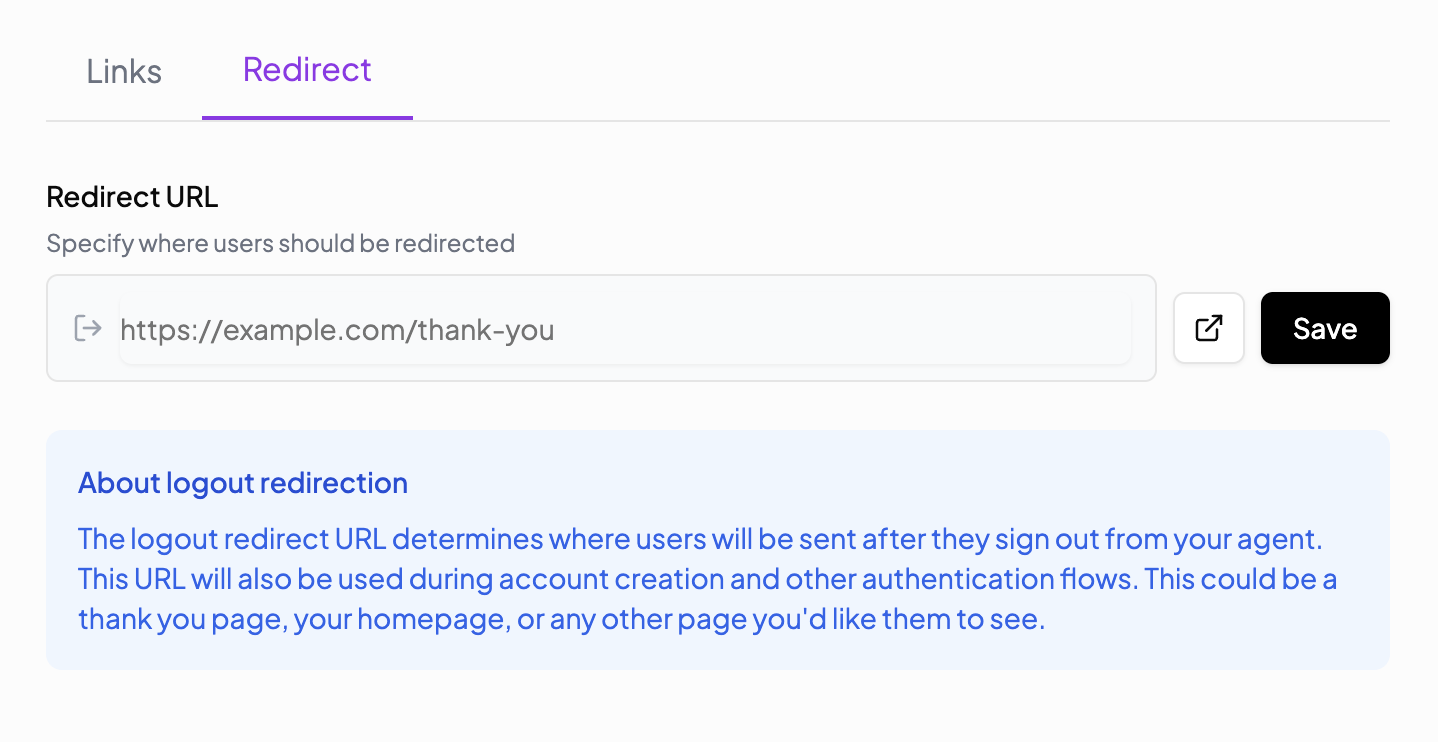 Links
Redirect
Redirect URL
Specify where users should be redirected
https://example.com/thank-you
Save
About logout redirection
The logout redirect URL determines where users will be sent after they sign out from your agent.
This URL will also be used during account creation and other authentication flows. This could be a
thank you page, your homepage, or any other page you'd like them to see.